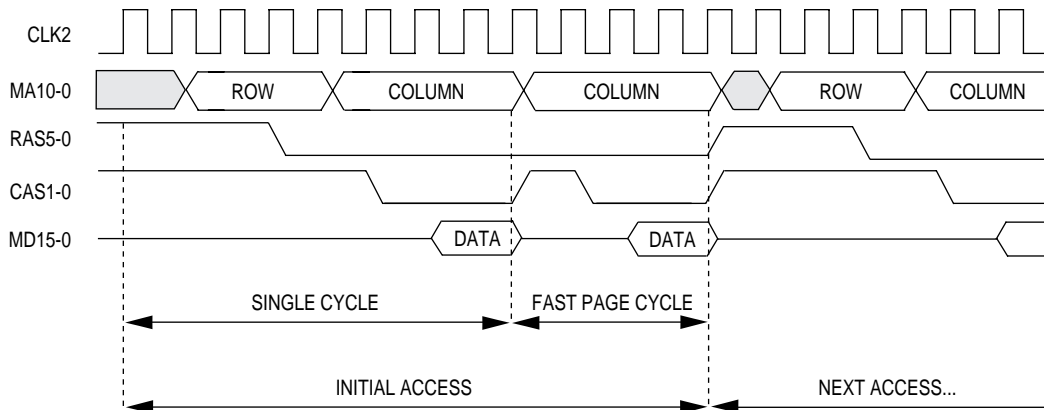 CLK2
MA10-0 ROW COLUMN COLUMN ROW COLUMN
RAS5-0
CAS1-0
MD15-0 DATA DATA
SINGLE CYCLE FAST PAGE CYCLE
INITIAL ACCESS NEXT ACCESS...